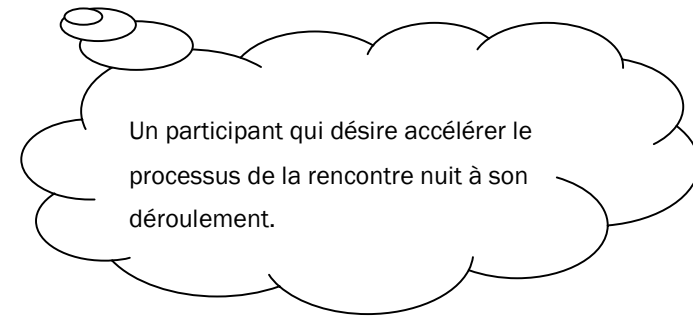 Un participant qui désire accélérer le
processus de la rencontre nuit à son
déroulement.